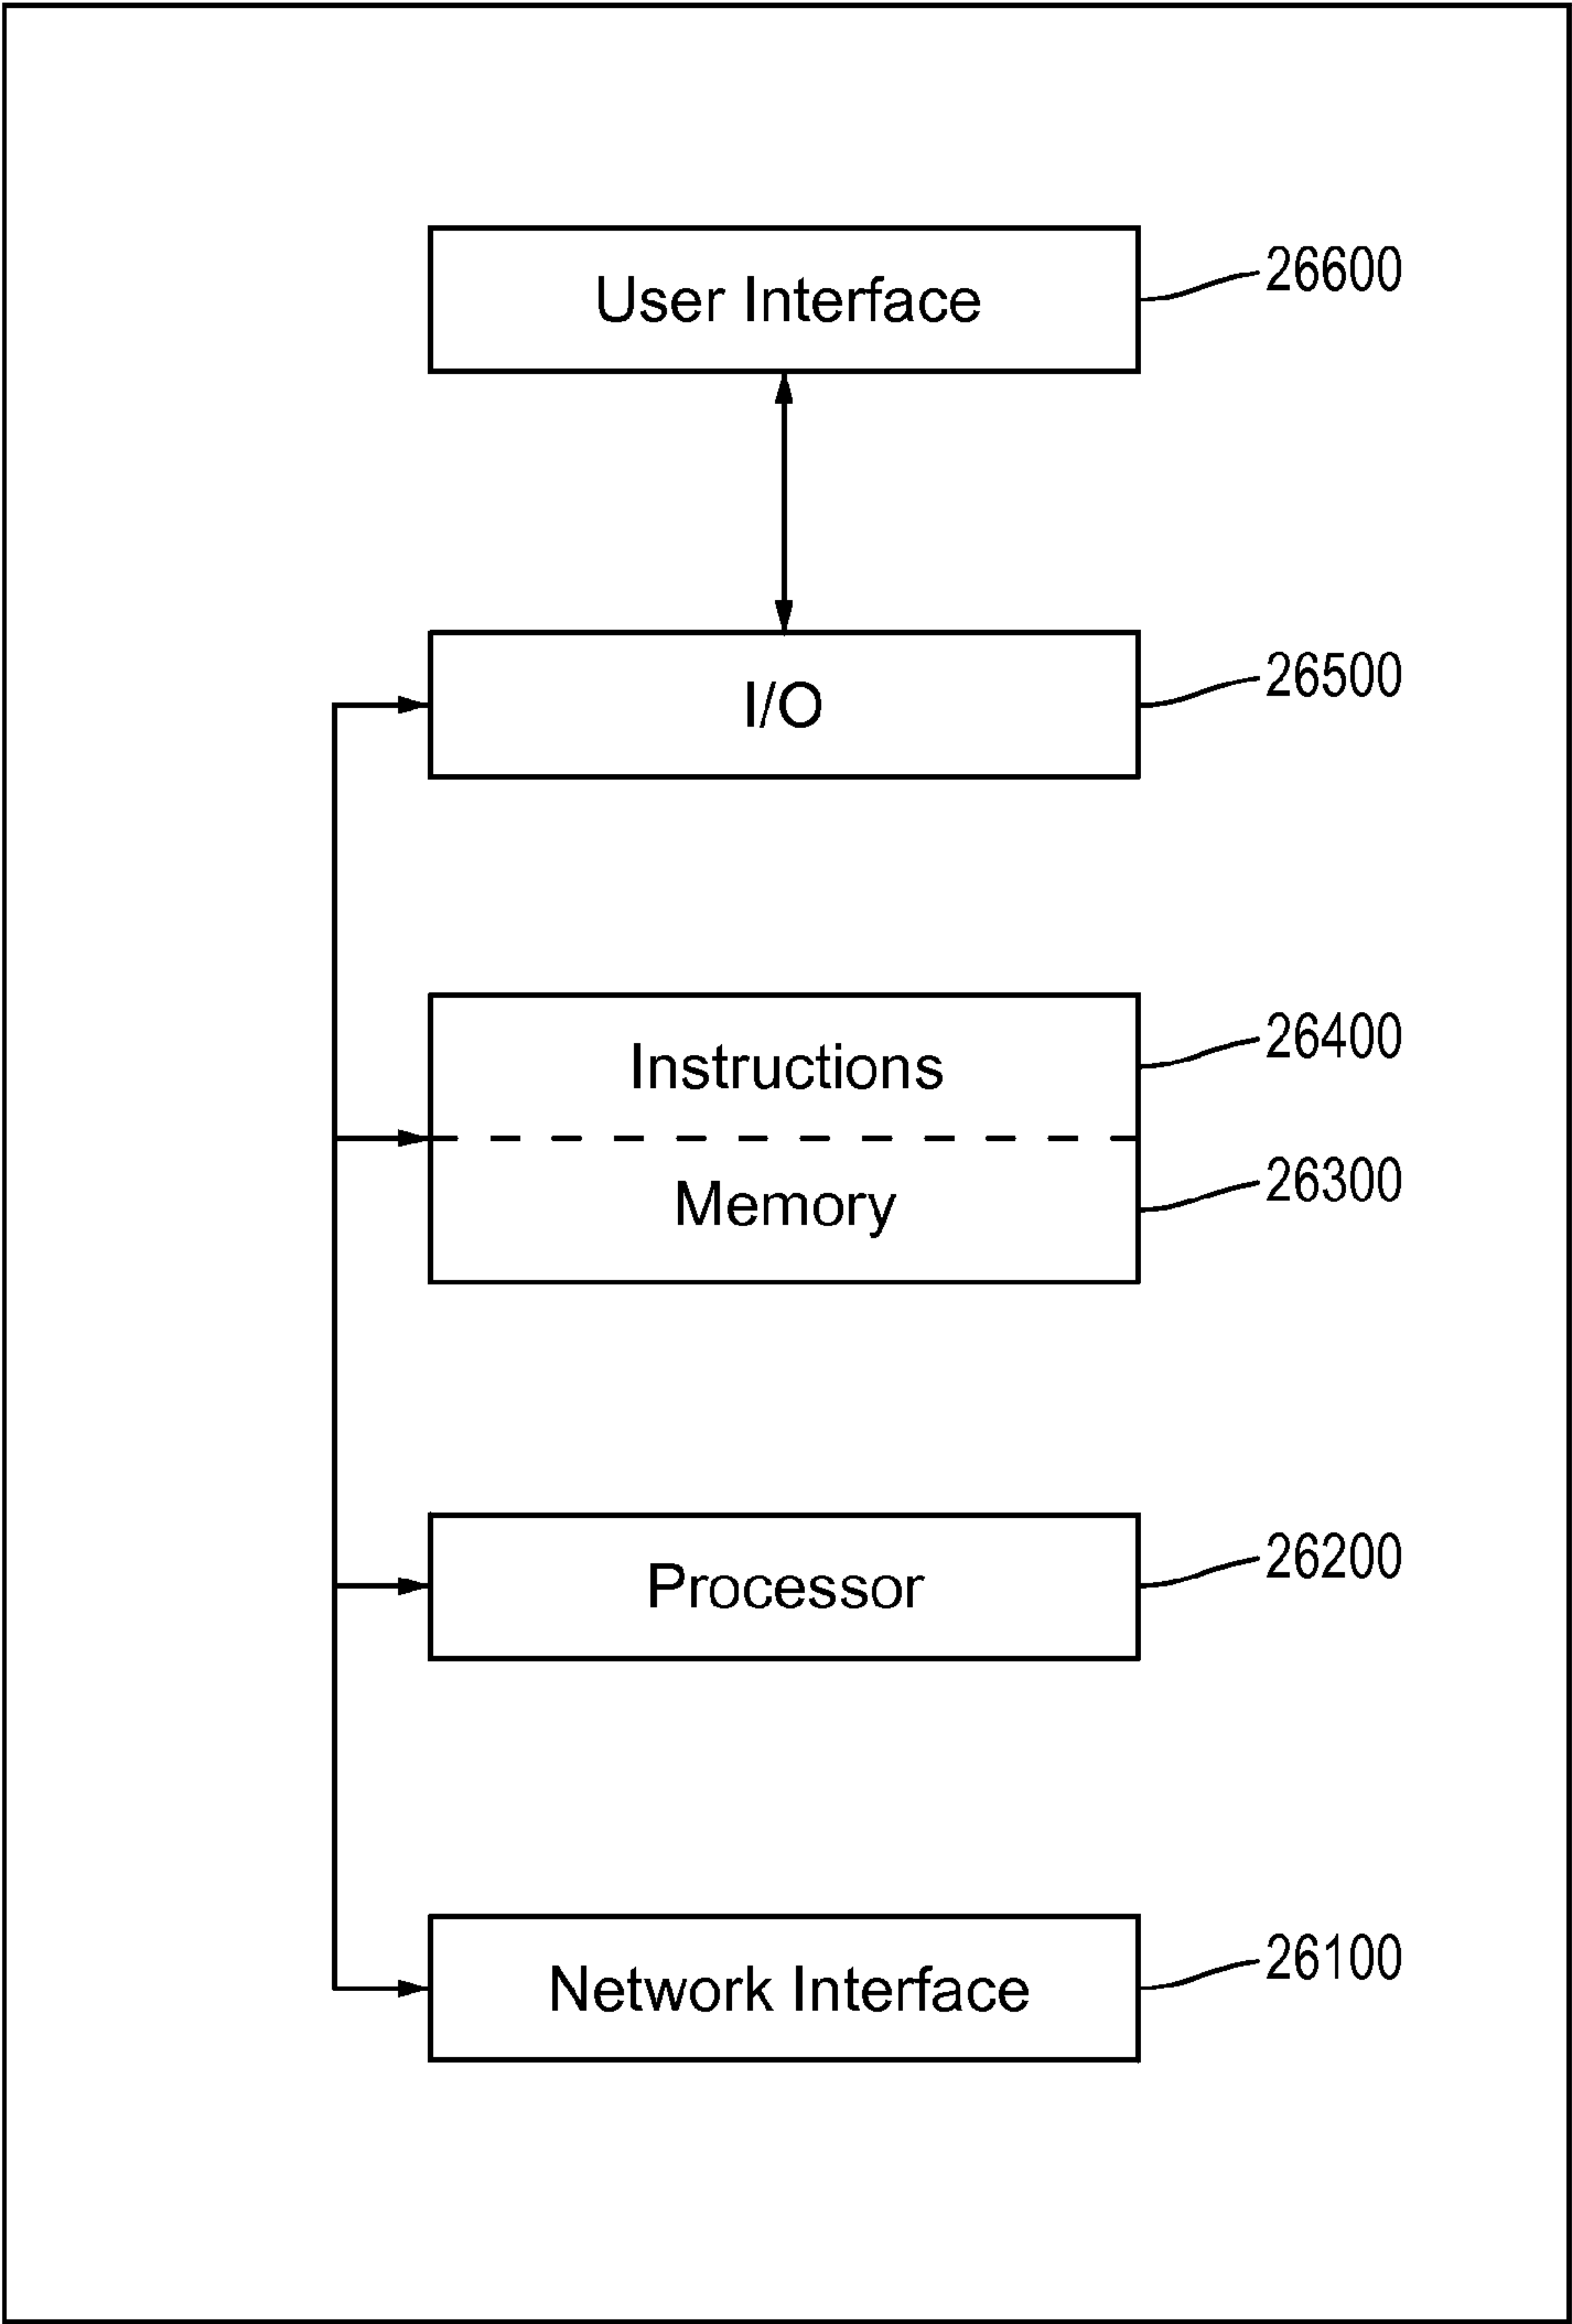 User Interface
26600
I/O
26500
Instructions
26400
Memory
26300
Processor
26200
Network Interface
26100